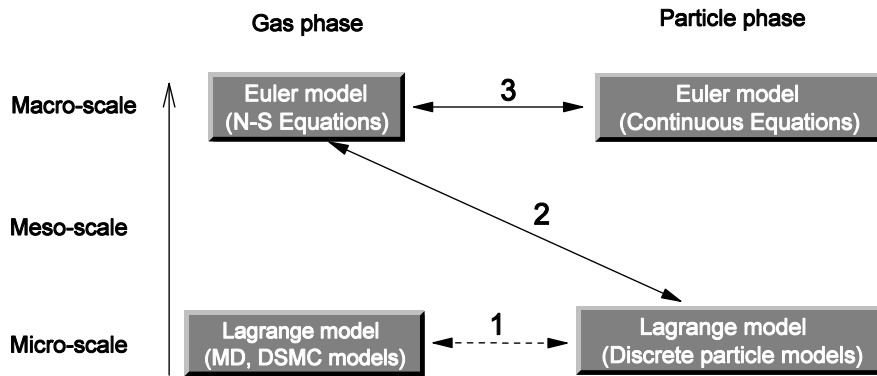 Gas phase
Particle phase
Macro-scale
Euler model
(N-S Equations)
3
Euler model
(Continuous Equations)
Meso-scale
2
Micro-scale
Lagrange model
(MD, DSMC models)
1
Lagrange model
(Discrete particle models)